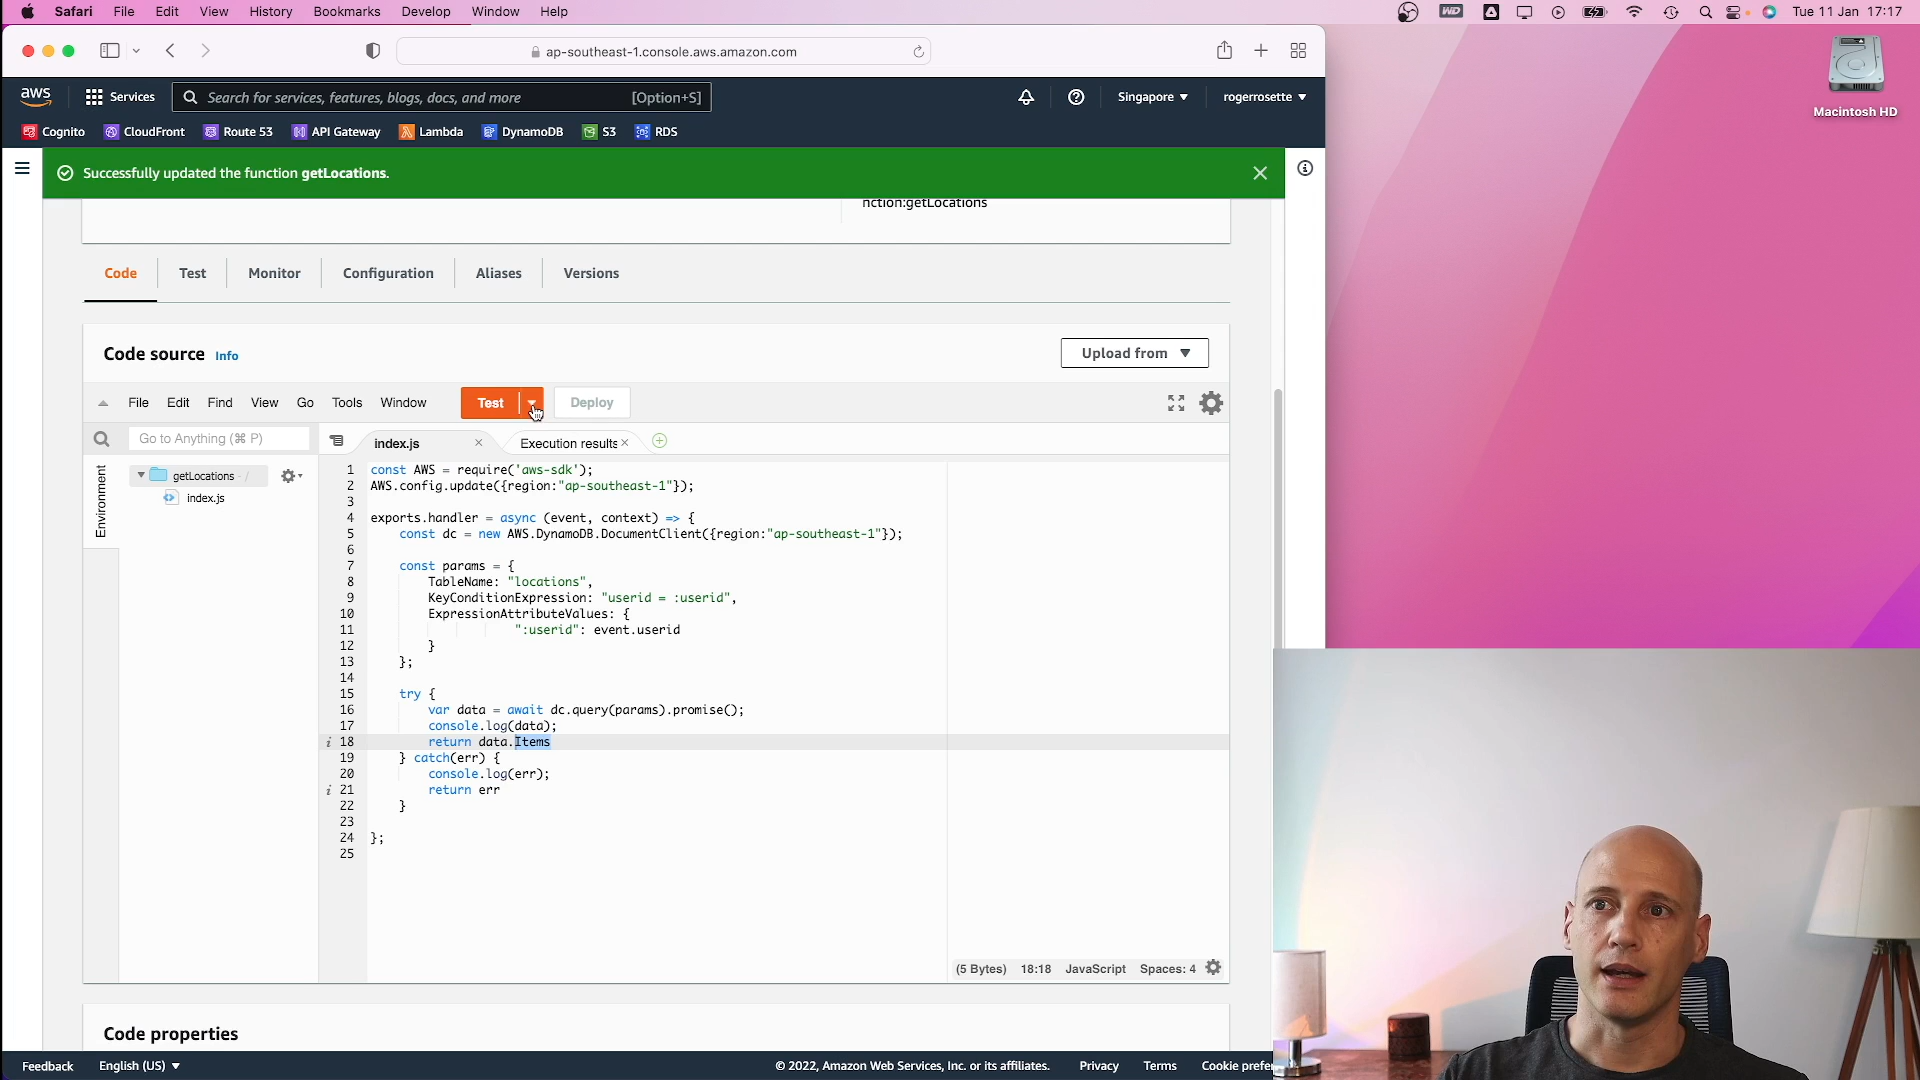 Safari File Edit View History Bookmarks Develop Window Help
WD
Tue 11 Jan 17:17
ap-southeast-1.console.aws.amazon.com
Macintosh HD
aws
Services
Search for services, features, blogs, docs, and more
[Option+S]
Singapore
rogerrosette
Cognito
CloudFront
Route 53
API Gateway
Lambda
DynamoDB
S3
RDS
Successfully updated the function getLocations.
nction:getLocations
Code
Test
Monitor
Configuration
Aliases
Versions
Code source
Info
Upload from
File Edit Find View Go Tools Window
Test
Deploy
Go to Anything (⌘ P)
index.js
Execution results
Environment
getLocations - /
index.js
1 const AWS = require('aws-sdk');
2 AWS.config.update({region:"ap-southeast-1"});
3
4 exports.handler = async (event, context) => {
5 const dc = new AWS.DynamoDB.DocumentClient({region:"ap-southeast-1"});
6
7 const params = {
8 TableName: "locations",
9 KeyConditionExpression: "userid = :userid",
10 ExpressionAttributeValues: {
11 ":userid": event.userid
12 }
13 };
14
15 try {
16 var data = await dc.query(params).promise();
17 console.log(data);
i 18 return data.Items
19 } catch(err) {
20 console.log(err);
i 21 return err
22 }
23
24 };
25
(5 Bytes) 18:18 JavaScript Spaces: 4
Code properties
Feedback
English (US)
© 2022, Amazon Web Services, Inc. or its affiliates.
Privacy
Terms
Cookie prefer